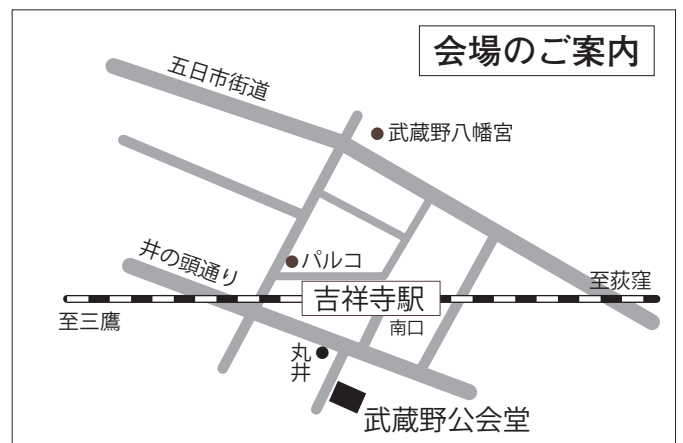 会場のご案内
五日市街道
武蔵野八幡宮
パルコ
井の頭通り
吉祥寺駅
至荻窪
至三鷹
南口
丸井
武蔵野公会堂